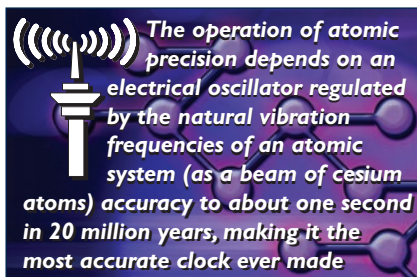 The operation of atomic
precision depends on an
electrical oscillator regulated
by the natural vibration
frequencies of an atomic
system (as a beam of cesium
atoms) accuracy to about one second
in 20 million years, making it the
most accurate clock ever made